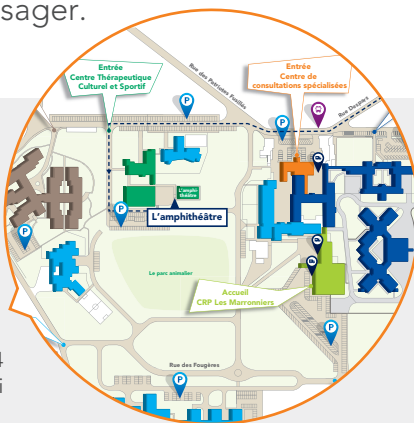 sager.
Entrée
Centre Thérapeutique
Culturel et Sportif
Rue des Patriotes Fusillés
Entrée
Centre de
consultations spécialisées
Rue Despars
P
P
L'amphi-
théâtre
L'amphithéâtre
P
P
Le parc animalier
Accueil
CRP Les Marronniers
P
4
i
Rue des Fougères
P
P